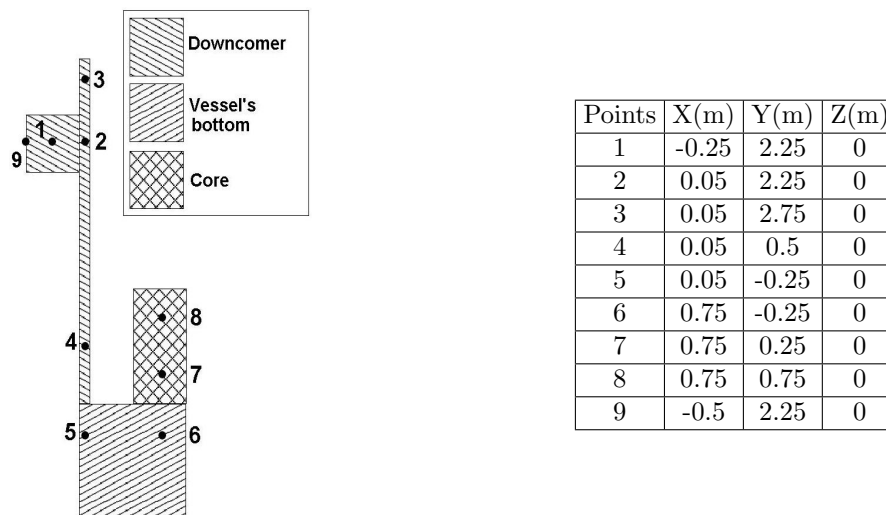 Downcomer
Vessel's
bottom
Core
3
1
2
9
8
4
7
5
6
Points X(m) Y(m) Z(m)
1 -0.25 2.25 0
2 0.05 2.25 0
3 0.05 2.75 0
4 0.05 0.5 0
5 0.05 -0.25 0
6 0.75 -0.25 0
7 0.75 0.25 0
8 0.75 0.75 0
9 -0.5 2.25 0